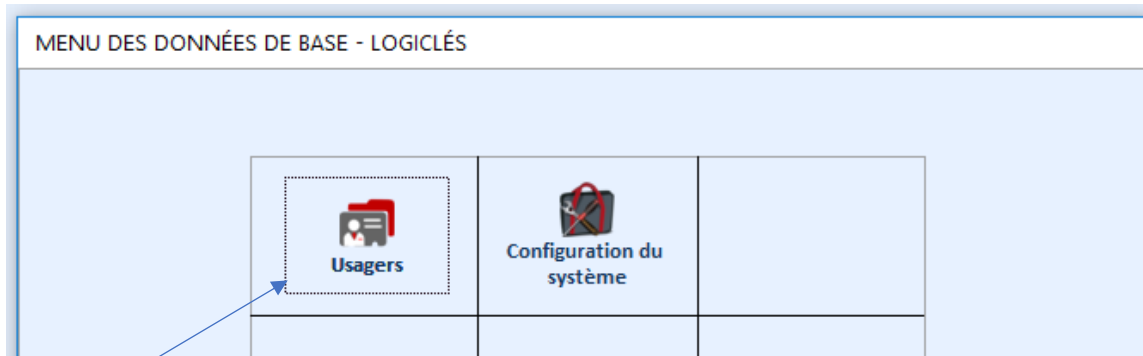 MENU DES DONNÉES DE BASE - LOGICLÉS
Usagers
Configuration du
système